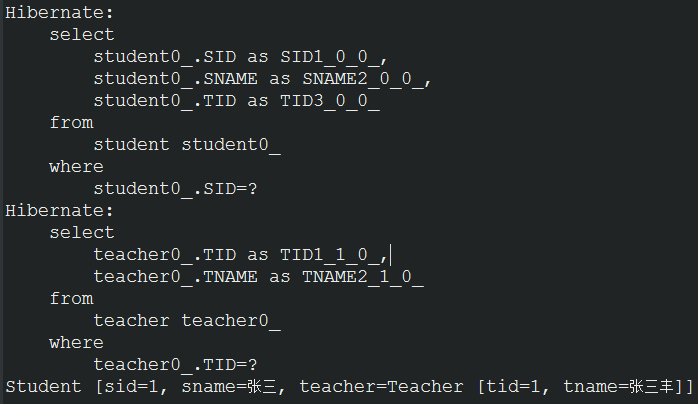 Hibernate:
    select
        student0_.SID as SID1_0_0_,
        student0_.SNAME as SNAME2_0_0_,
        student0_.TID as TID3_0_0_
    from
        student student0_
    where
        student0_.SID=?
Hibernate:
    select
        teacher0_.TID as TID1_1_0_,
        teacher0_.TNAME as TNAME2_1_0_
    from
        teacher teacher0_
    where
        teacher0_.TID=?
Student [sid=1, sname=张三, teacher=Teacher [tid=1, tname=张三丰]]